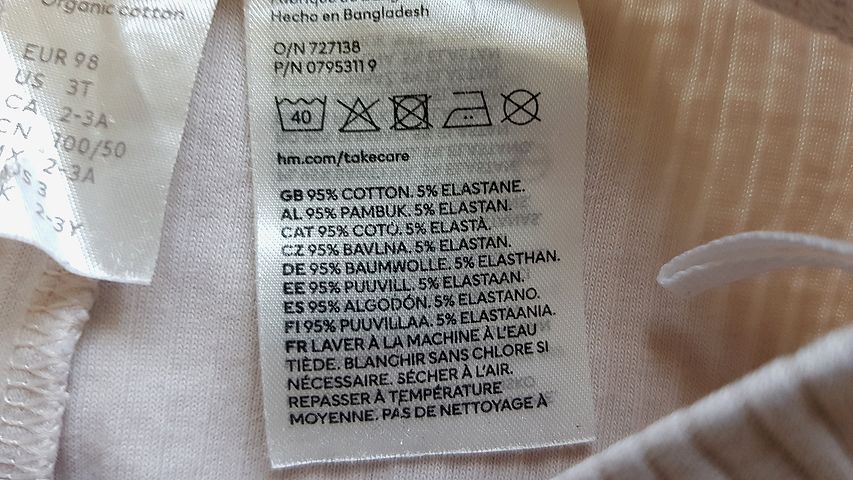 Organic cotton
EUR 98
US 3T
CA 2-3A
CN 100/50
MX 2-3A
AUS 3
2-3Y
Hecho en Bangladesh
O/N 727138
P/N 0795311 9
40
hm.com/takecare
GB 95% COTTON. 5% ELASTANE.
AL 95% PAMBUK. 5% ELASTAN.
CAT 95% COTÓ. 5% ELASTÀ.
CZ 95% BAVLNA. 5% ELASTAN.
DE 95% BAUMWOLLE. 5% ELASTHAN.
EE 95% PUUVILL. 5% ELASTAAN.
ES 95% ALGODÓN. 5% ELASTANO.
FI 95% PUUVILLAA. 5% ELASTAANIA.
FR LAVER À LA MACHINE À L'EAU
TIÈDE. BLANCHIR SANS CHLORE SI
NÉCESSAIRE. SÉCHER À L'AIR.
REPASSER À TEMPÉRATURE
MOYENNE. PAS DE NETTOYAGE À